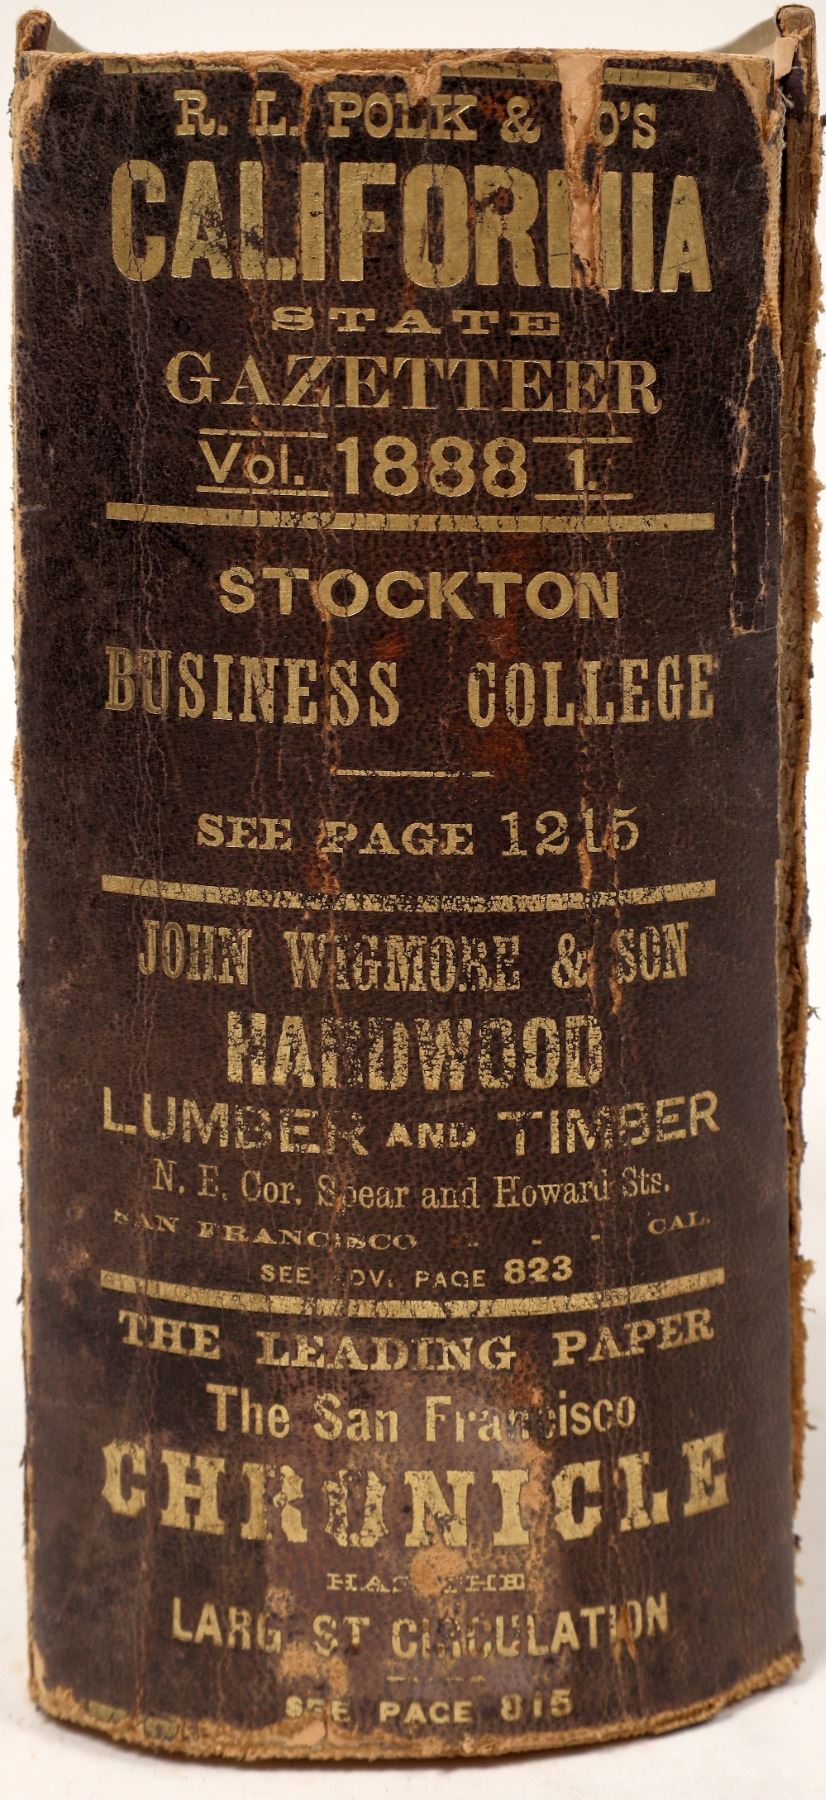 R. L. POLK & CO'S
CALIFORNIA
STATE
GAZETTEER
Vol. 1888 1.
STOCKTON
BUSINESS COLLEGE
SEE PAGE 1215
JOHN WIGMORE & SON
HARDWOOD
LUMBER AND TIMBER
N. E. Cor. Spear and Howard Sts.
SAN FRANCISCO - - - CAL.
SEE ADV. PAGE 823
THE LEADING PAPER
The San Francisco
CHRONICLE
HAS THE
LARGEST CIRCULATION
SEE PAGE 815